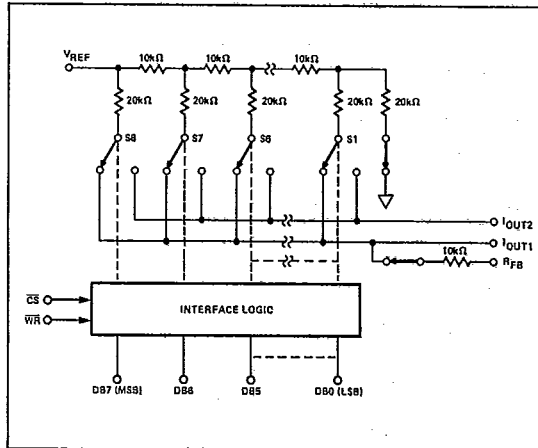 VREF
10kΩ 10kΩ 10kΩ
20kΩ 20kΩ 20kΩ 20kΩ 20kΩ
S8 S7 S6 S1
IOUT2
IOUT1
10kΩ
RFB
CS
WR
INTERFACE LOGIC
DB7 (MSB) DB6 DB5 DB0 (LSB)